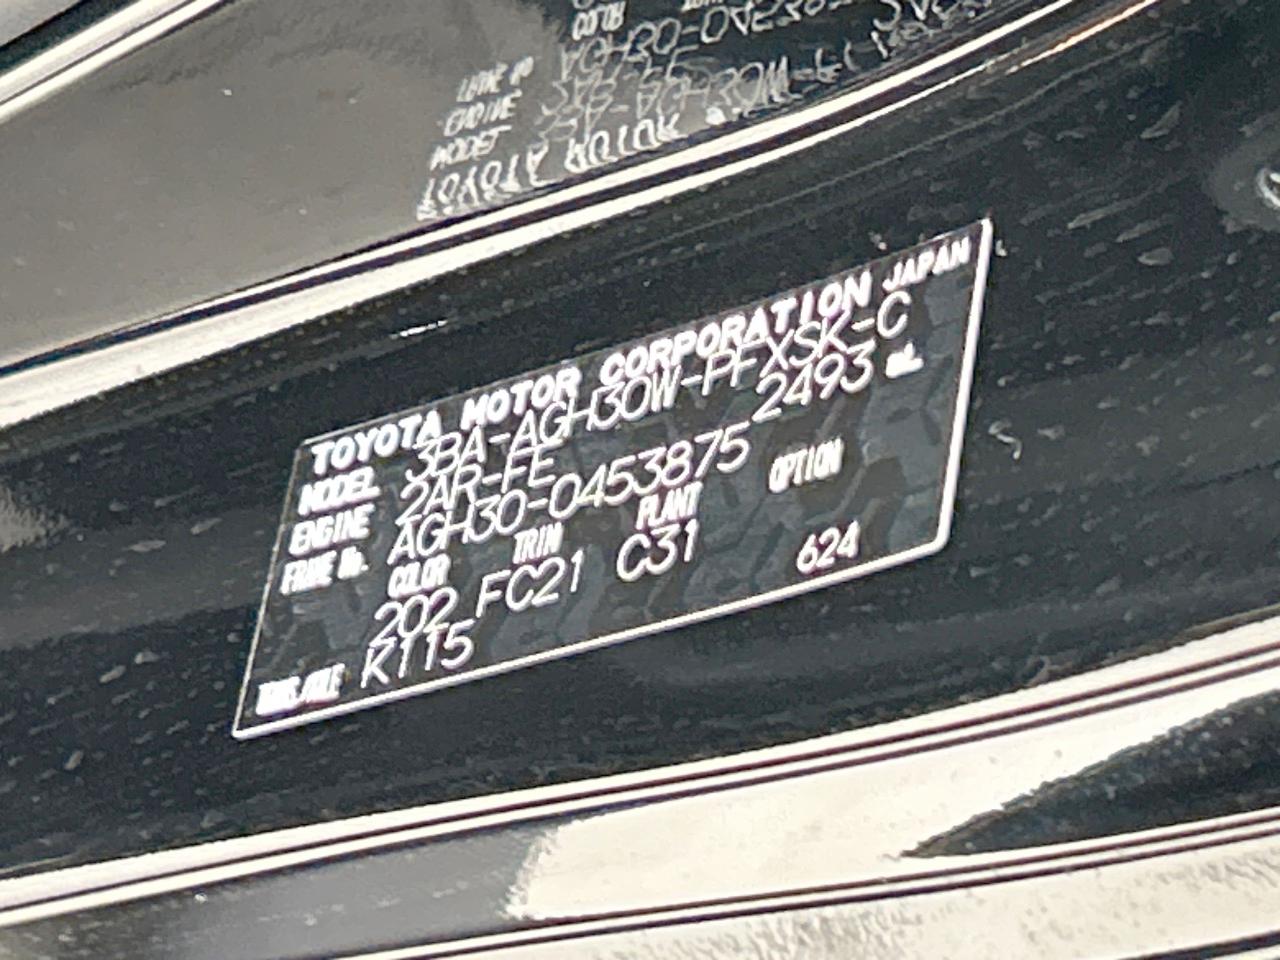 TOYOTA MOTOR CORPORATION JAPAN
MODEL 3BA-AGH30W-PFXSK-C
ENGINE 2AR-FE 2493 mL
FRAME No. AGH30-0453875
COLOR TRIM PLANT OPTION
202 FC21 C31 624
TRANS./AXLE K115